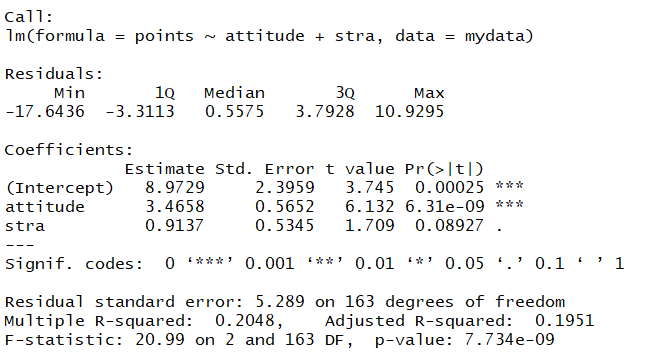 Call:
lm(formula = points ~ attitude + stra, data = mydata)
Residuals:
     Min       1Q   Median       3Q      Max
-17.6436  -3.3113   0.5575   3.7928  10.9295
Coefficients:
            Estimate Std. Error t value Pr(>|t|)
(Intercept)   8.9729     2.3959   3.745  0.00025 ***
attitude      3.4658     0.5652   6.132 6.31e-09 ***
stra          0.9137     0.5345   1.709  0.08927 .
---
Signif. codes:  0 ‘***’ 0.001 ‘**’ 0.01 ‘*’ 0.05 ‘.’ 0.1 ‘ ’ 1
Residual standard error: 5.289 on 163 degrees of freedom
Multiple R-squared:  0.2048,    Adjusted R-squared:  0.1951
F-statistic: 20.99 on 2 and 163 DF,  p-value: 7.734e-09